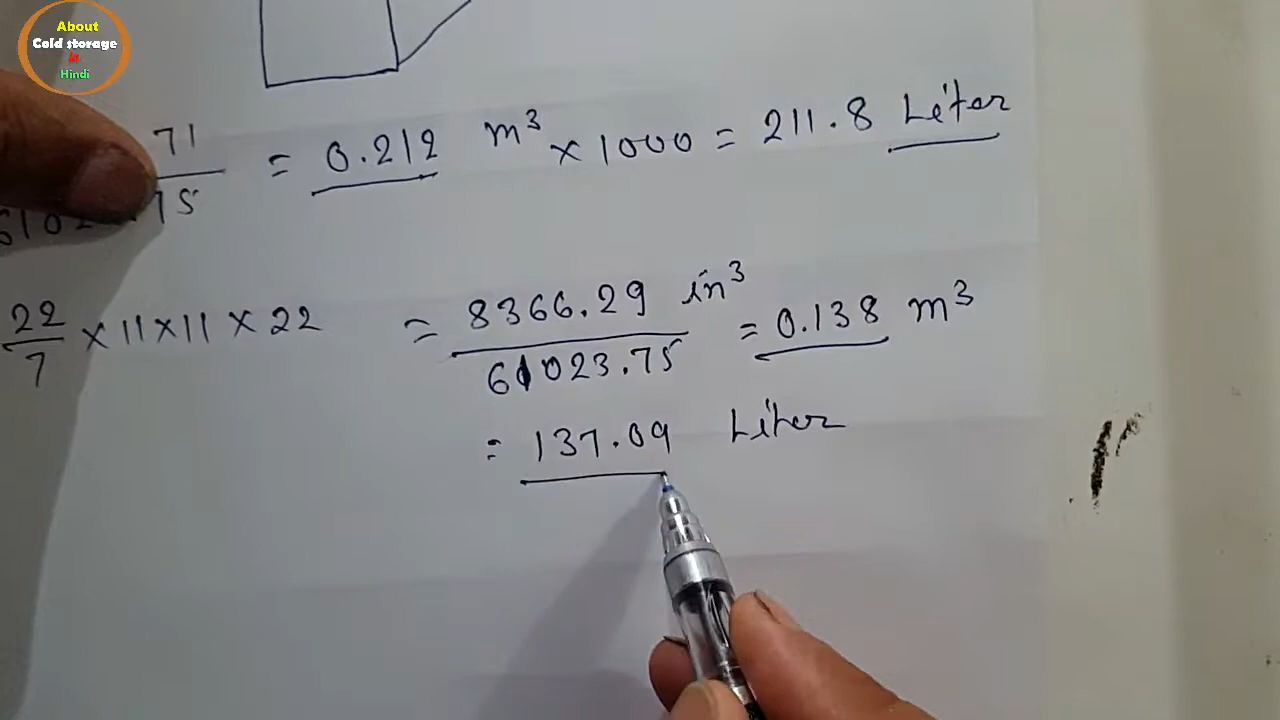 About
Cold storage
in
Hindi
71 = 0.212 m³ × 1000 = 211.8 Liter
75
22/7 × 11 × 11 × 22 = 8366.29 in³ / 61023.75 = 0.138 m³
= 137.09 Liter